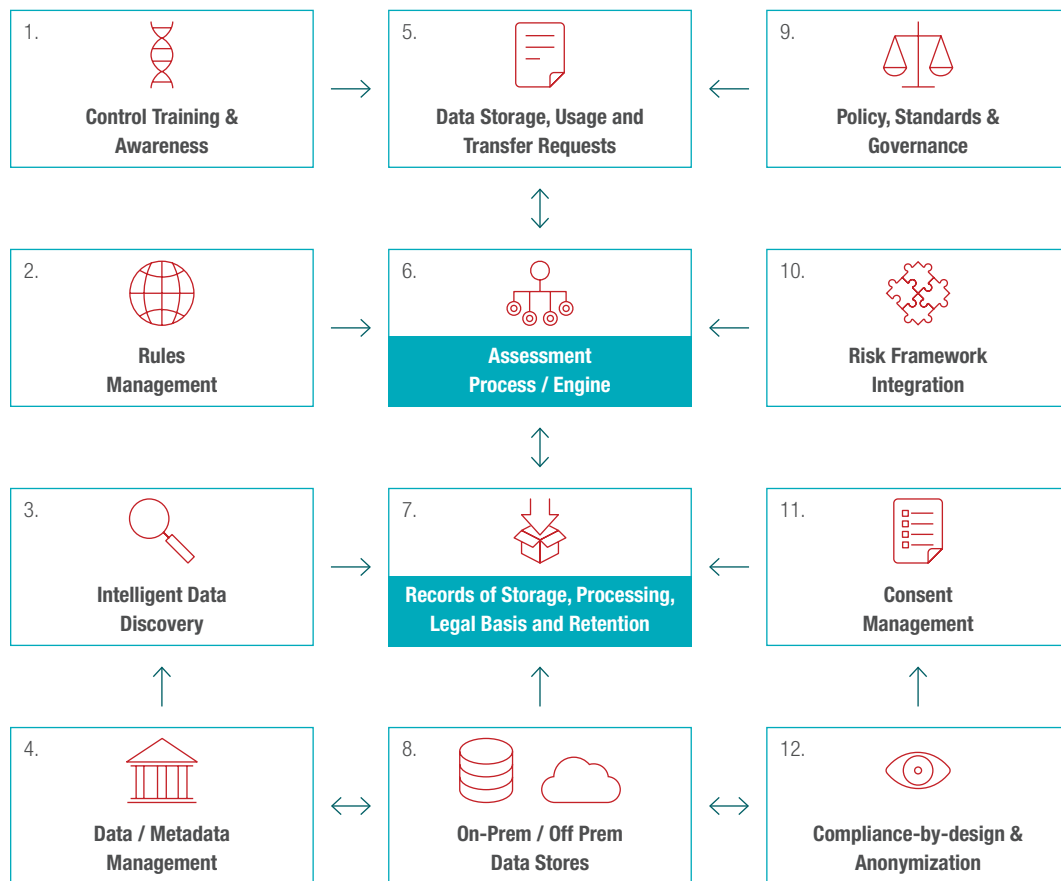 1.
Control Training &
Awareness
5.
Data Storage, Usage and
Transfer Requests
9.
Policy, Standards &
Governance
2.
Rules
Management
6.
Assessment
Process / Engine
10.
Risk Framework
Integration
3.
Intelligent Data
Discovery
7.
Records of Storage, Processing,
Legal Basis and Retention
11.
Consent
Management
4.
Data / Metadata
Management
8.
On-Prem / Off Prem
Data Stores
12.
Compliance-by-design &
Anonymization